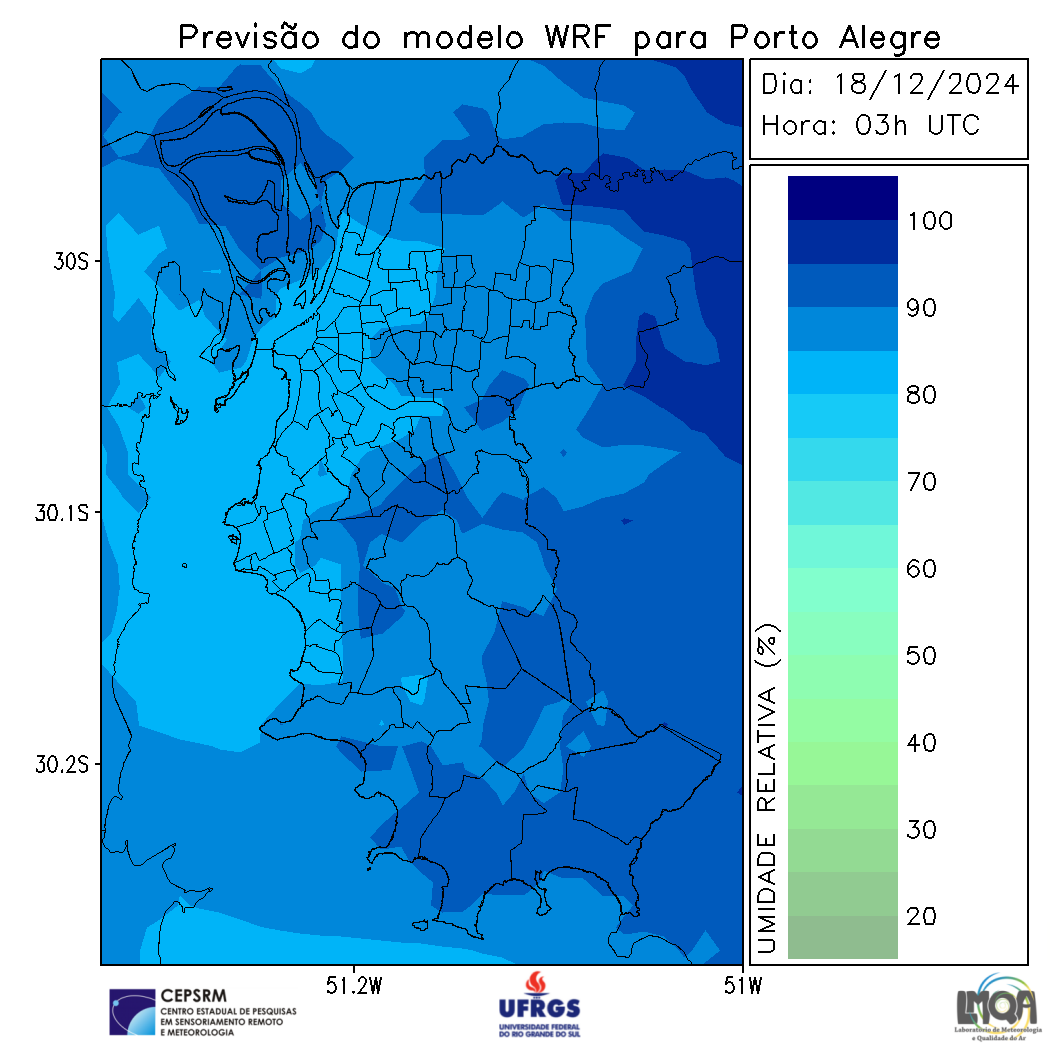 Previsão do modelo WRF para Porto Alegre
Dia: 18/12/2024
Hora: 03h UTC
100
90
80
70
60
50
40
30
20
UMIDADE RELATIVA (%)
30S
30.1S
30.2S
51.2W
51W
CEPSRM
CENTRO ESTADUAL DE PESQUISAS
EM SENSORIAMENTO REMOTO
E METEOROLOGIA
UFRGS
UNIVERSIDADE FEDERAL
DO RIO GRANDE DO SUL
LMQA
Laboratório de Meteorologia
e Qualidade do Ar